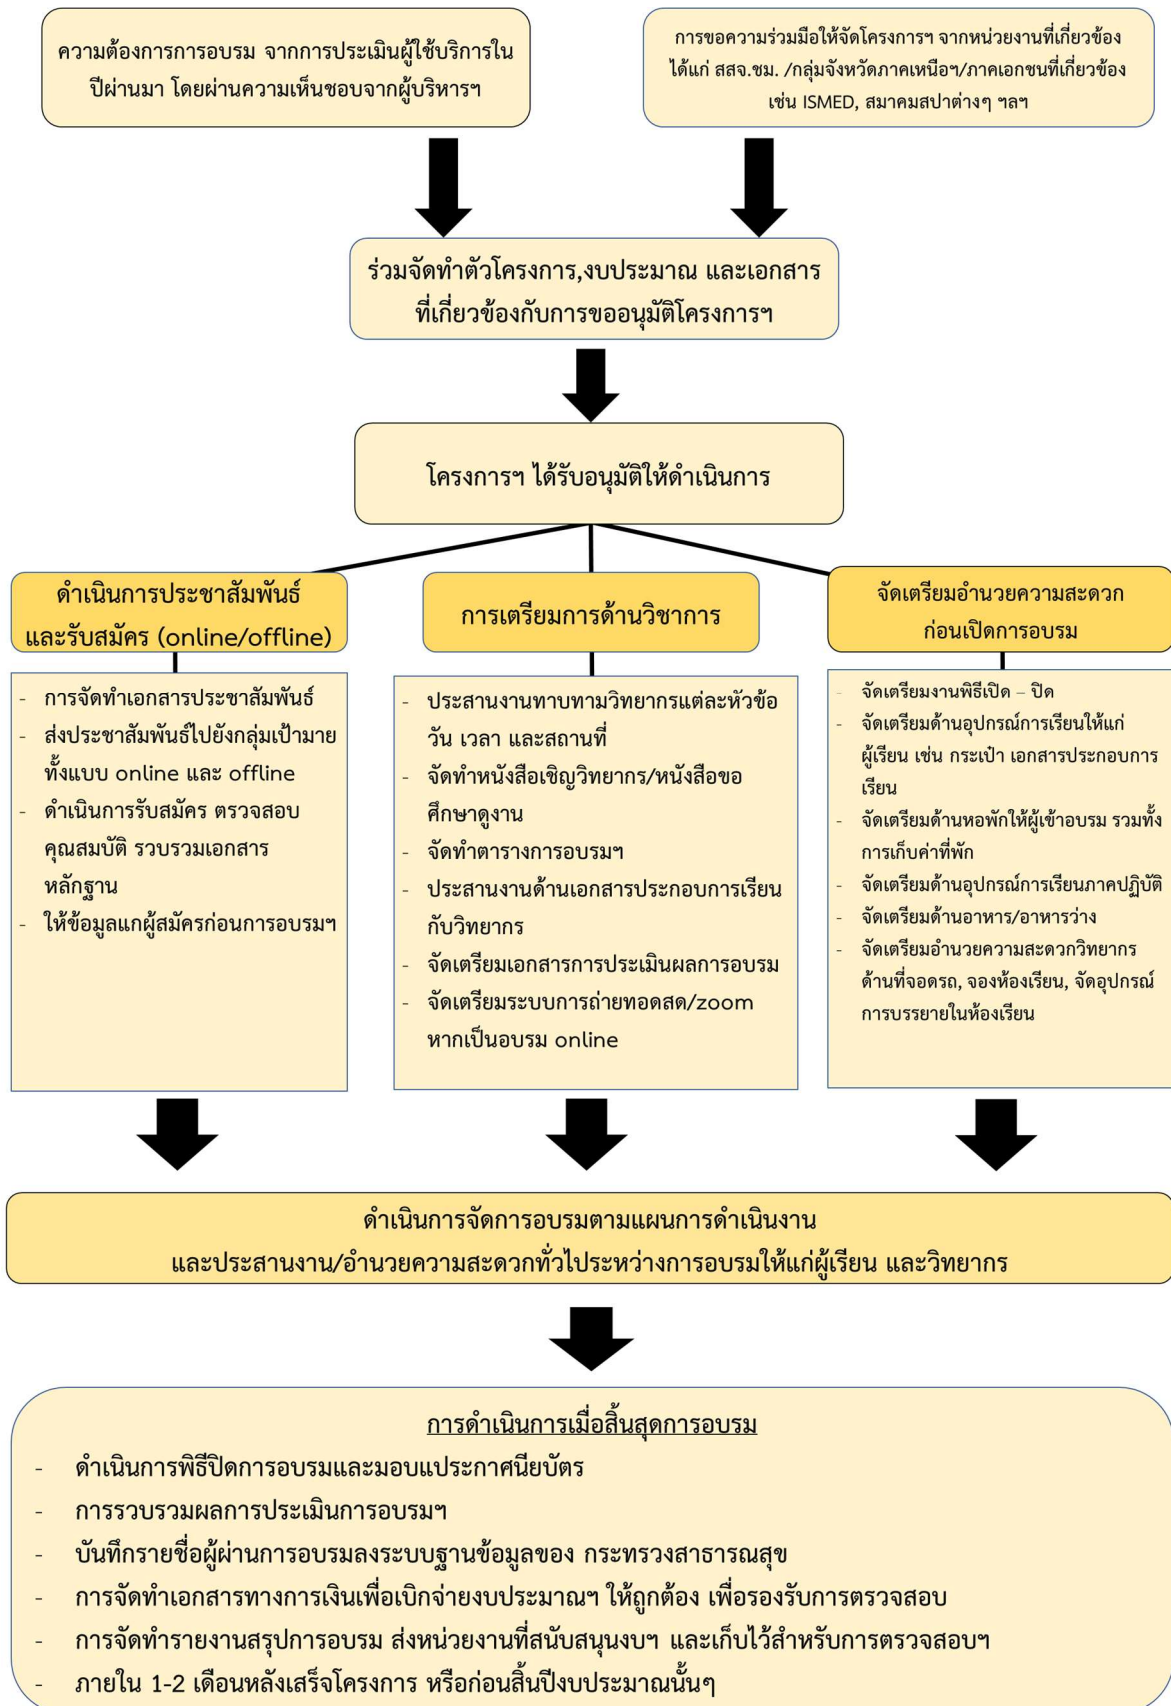 ความต้องการการอบรม จากการประเมินผู้ใช้บริการใน
ปีผ่านมา โดยผ่านความเห็นชอบจากผู้บริหารฯ
การขอความร่วมมือให้จัดโครงการฯ จากหน่วยงานที่เกี่ยวข้อง
ได้แก่ สสจ.ชม. /กลุ่มจังหวัดภาคเหนือฯ/ภาคเอกชนที่เกี่ยวข้อง
เช่น ISMED, สมาคมสปาต่างๆ ฯลฯ
ร่วมจัดทำตัวโครงการ,งบประมาณ และเอกสาร
ที่เกี่ยวข้องกับการขออนุมัติโครงการฯ
โครงการฯ ได้รับอนุมัติให้ดำเนินการ
ดำเนินการประชาสัมพันธ์
และรับสมัคร (online/offline)
- การจัดทำเอกสารประชาสัมพันธ์
- ส่งประชาสัมพันธ์ไปยังกลุ่มเป้าหมาย
ทั้งแบบ online และ offline
- ดำเนินการรับสมัคร ตรวจสอบ
คุณสมบัติ รวบรวมเอกสาร
หลักฐาน
- ให้ข้อมูลแกผู้สมัครก่อนการอบรมฯ
การเตรียมการด้านวิชาการ
- ประสานงานทาบทามวิทยากรแต่ละหัวข้อ
วัน เวลา และสถานที่
- จัดทำหนังสือเชิญวิทยากร/หนังสือขอ
ศึกษาดูงาน
- จัดทำตารางการอบรมฯ
- ประสานงานด้านเอกสารประกอบการเรียน
กับวิทยากร
- จัดเตรียมเอกสารการประเมินผลการอบรม
- จัดเตรียมระบบการถ่ายทอดสด/zoom
หากเป็นอบรม online
จัดเตรียมอำนวยความสะดวก
ก่อนเปิดการอบรม
- จัดเตรียมงานพิธีเปิด – ปิด
- จัดเตรียมด้านอุปกรณ์การเรียนให้แก่
ผู้เรียน เช่น กระเป๋า เอกสารประกอบการ
เรียน
- จัดเตรียมด้านหอพักให้ผู้เข้าอบรม รวมทั้ง
การเก็บค่าที่พัก
- จัดเตรียมด้านอุปกรณ์การเรียนภาคปฏิบัติ
- จัดเตรียมด้านอาหาร/อาหารว่าง
- จัดเตรียมอำนวยความสะดวกวิทยากร
ด้านที่จอดรถ, จองห้องเรียน, จัดอุปกรณ์
การบรรยายในห้องเรียน
ดำเนินการจัดการอบรมตามแผนการดำเนินงาน
และประสานงาน/อำนวยความสะดวกทั่วไประหว่างการอบรมให้แก่ผู้เรียน และวิทยากร
การดำเนินการเมื่อสิ้นสุดการอบรม
- ดำเนินการพิธีปิดการอบรมและมอบแประกาศนียบัตร
- การรวบรวมผลการประเมินการอบรมฯ
- บันทึกรายชื่อผู้ผ่านการอบรมลงระบบฐานข้อมูลของ กระทรวงสาธารณสุข
- การจัดทำเอกสารทางการเงินเพื่อเบิกจ่ายงบประมาณฯ ให้ถูกต้อง เพื่อรองรับการตรวจสอบ
- การจัดทำรายงานสรุปการอบรม ส่งหน่วยงานที่สนับสนุนงบฯ และเก็บไว้สำหรับการตรวจสอบฯ
- ภายใน 1-2 เดือนหลังเสร็จโครงการ หรือก่อนสิ้นปีงบประมาณนั้นๆ